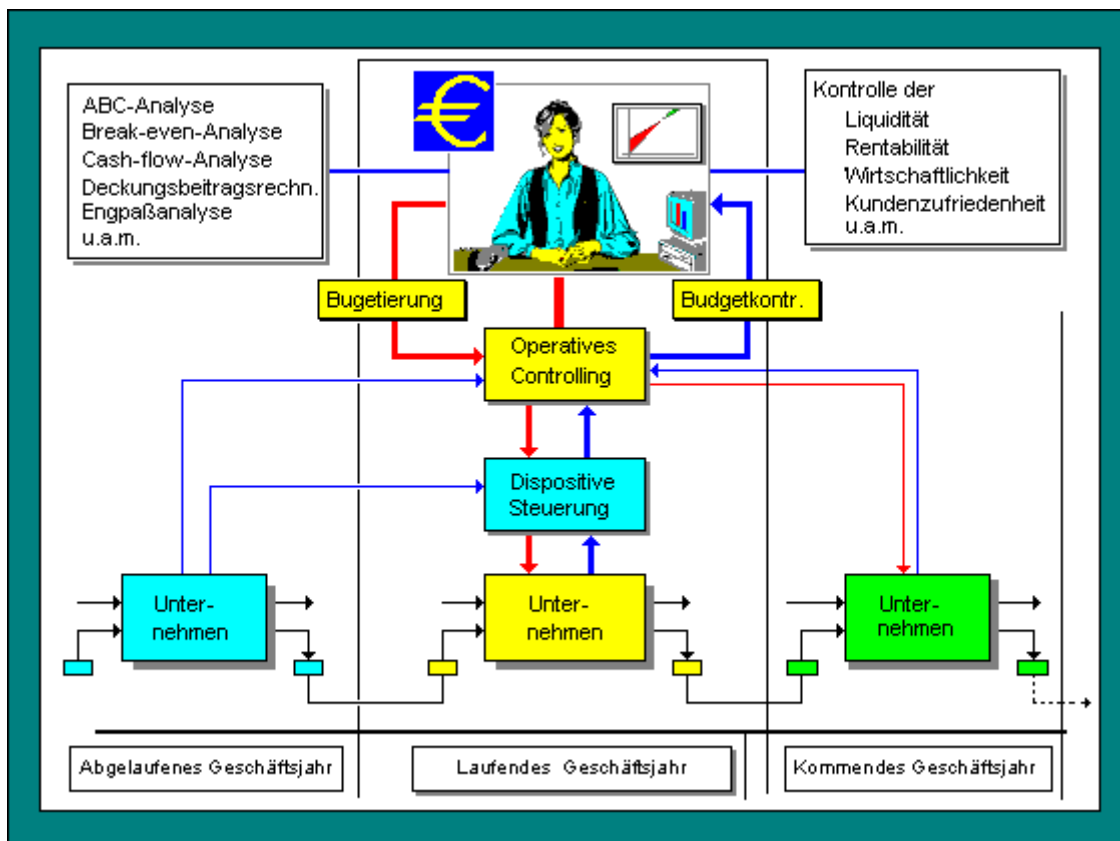 ABC-Analyse
Break-even-Analyse
Cash-flow-Analyse
Deckungsbeitragsrechn.
Engpaßanalyse
u.a.m.
€
Kontrolle der
Liquidität
Rentabilität
Wirtschaftlichkeit
Kundenzufriedenheit
u.a.m.
Bugetierung
Budgetkontr.
Operatives
Controlling
Dispositive
Steuerung
Unter-
nehmen
Unter-
nehmen
Unter-
nehmen
Abgelaufenes Geschäftsjahr
Laufendes Geschäftsjahr
Kommendes Geschäftsjahr